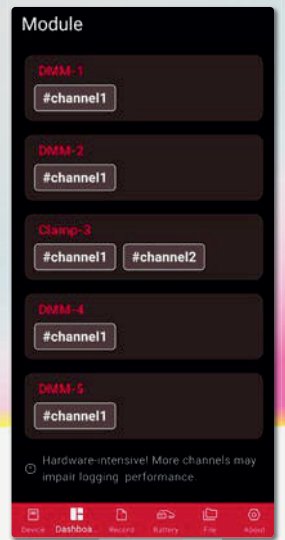 Module
DMM-1
#channel1
DMM-2
#channel1
Clamp-3
#channel1 #channel2
DMM-4
#channel1
DMM-5
#channel1
Hardware-intensive! More channels may
impair logging performance.
Device Dashboa... Record Battery File About